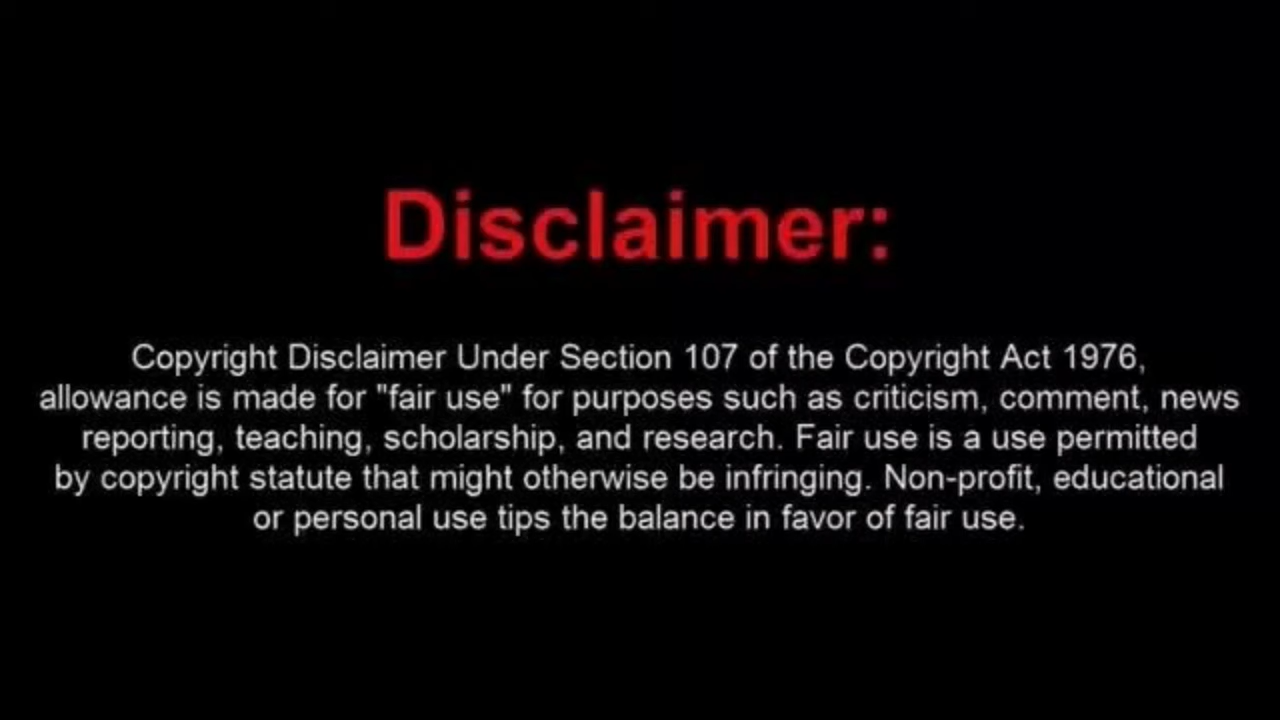 Disclaimer:
Copyright Disclaimer Under Section 107 of the Copyright Act 1976,
allowance is made for "fair use" for purposes such as criticism, comment, news
reporting, teaching, scholarship, and research. Fair use is a use permitted
by copyright statute that might otherwise be infringing. Non-profit, educational
or personal use tips the balance in favor of fair use.